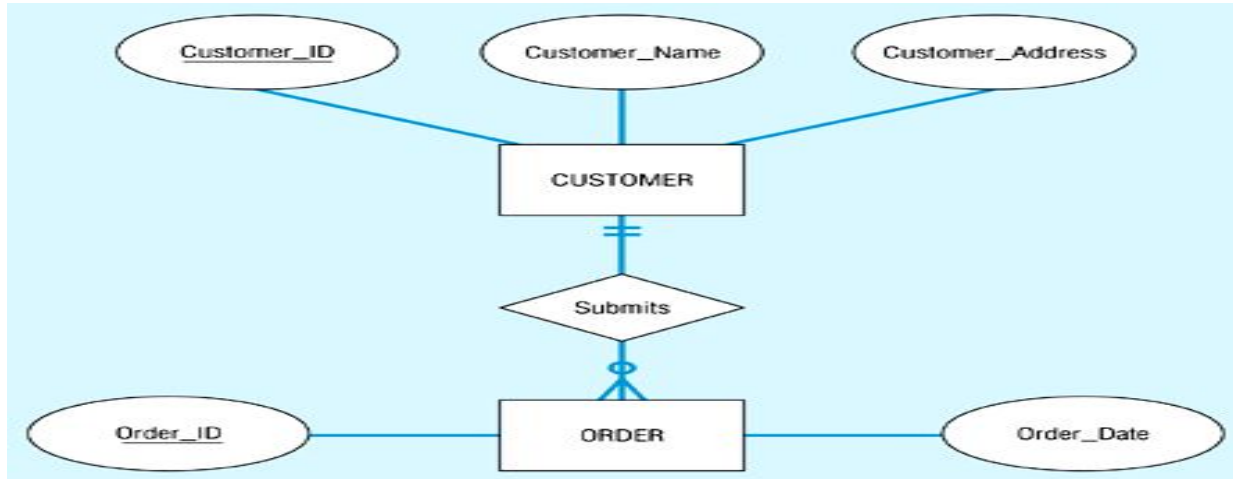 Customer_ID
Customer_Name
Customer_Address
CUSTOMER
Submits
Order_ID
ORDER
Order_Date